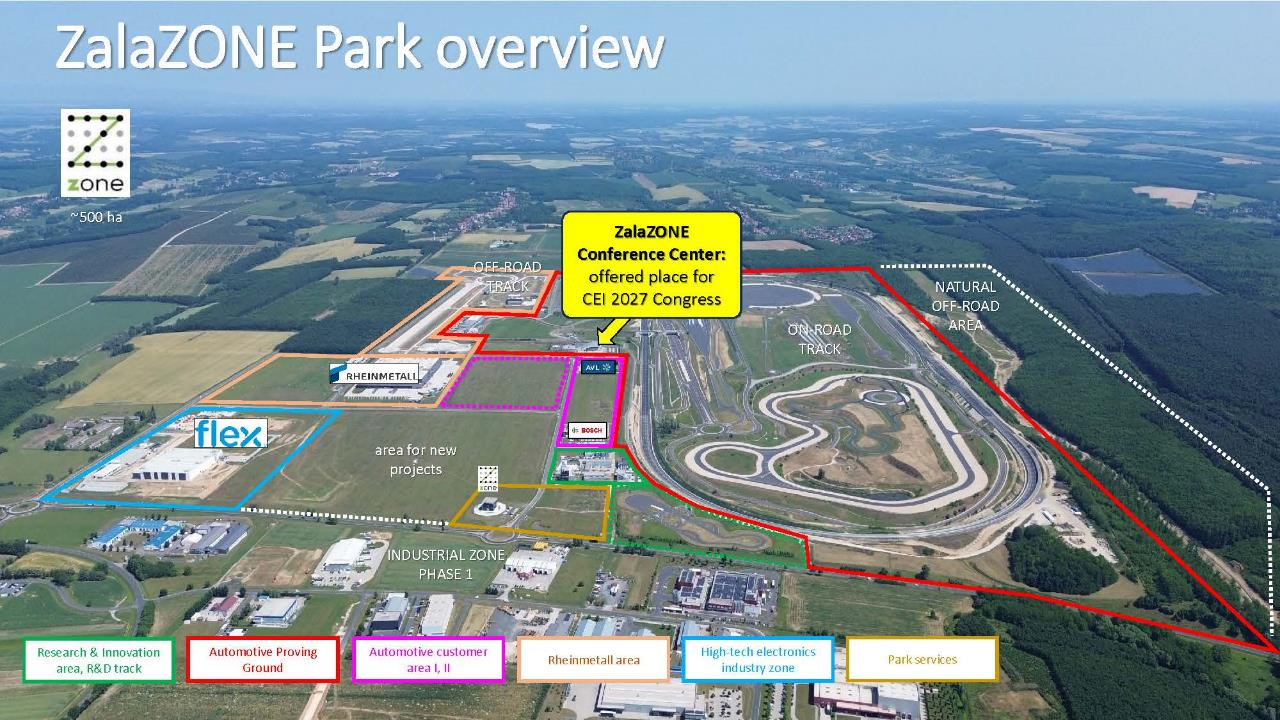 ZalaZONE Park overview
zone
~500 ha
ZalaZONE
Conference Center:
offered place for
CEI 2027 Congress
OFF-ROAD
TRACK
NATURAL
OFF-ROAD
AREA
ON-ROAD
TRACK
RHEINMETALL
AVL
flex
BOSCH
area for new
projects
zone
INDUSTRIAL ZONE
PHASE 1
Research & Innovation
area, R&D track
Automotive Proving
Ground
Automotive customer
area I, II
Rheinmetall area
High-tech electronics
industry zone
Park services